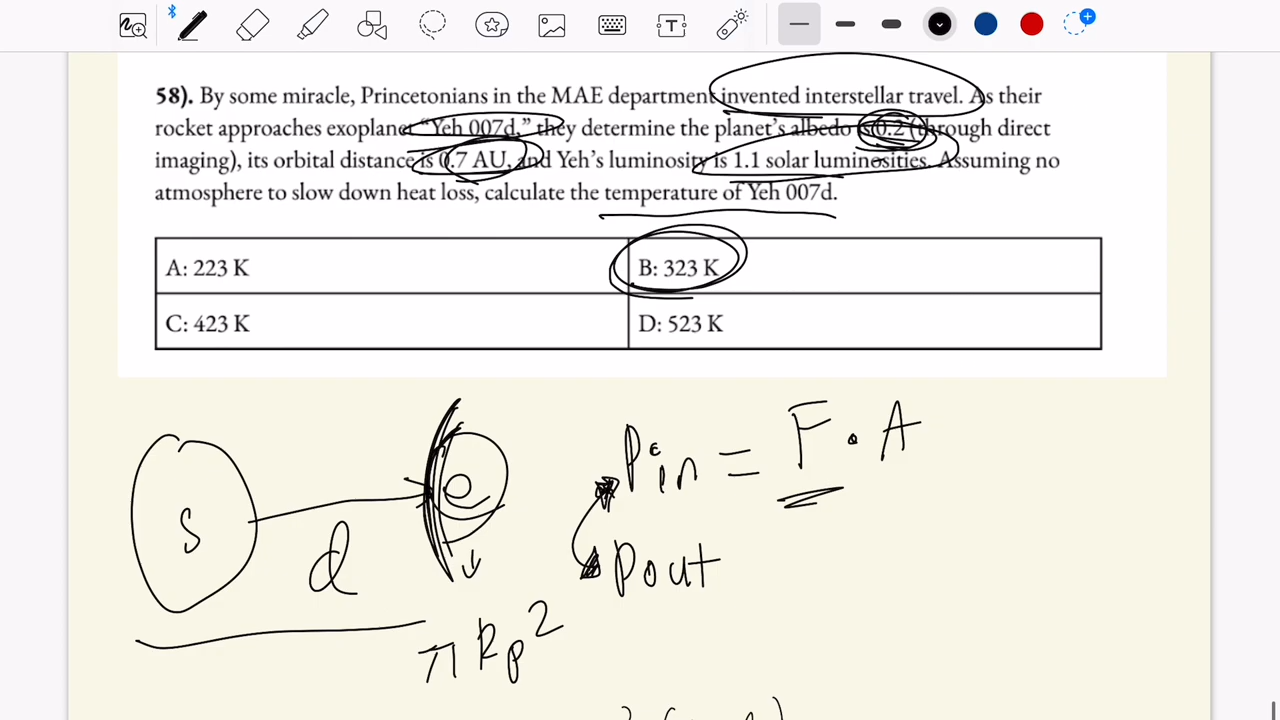 58). By some miracle, Princetonians in the MAE department invented interstellar travel. As their
rocket approaches exoplanet “Yeh 007d,” they determine the planet’s albedo is 0.2 (through direct
imaging), its orbital distance is 0.7 AU, and Yeh’s luminosity is 1.1 solar luminosities. Assuming no
atmosphere to slow down heat loss, calculate the temperature of Yeh 007d.
A: 223 K
B: 323 K
C: 423 K
D: 523 K
Pin = F · A
S
d
Pout
πRp²